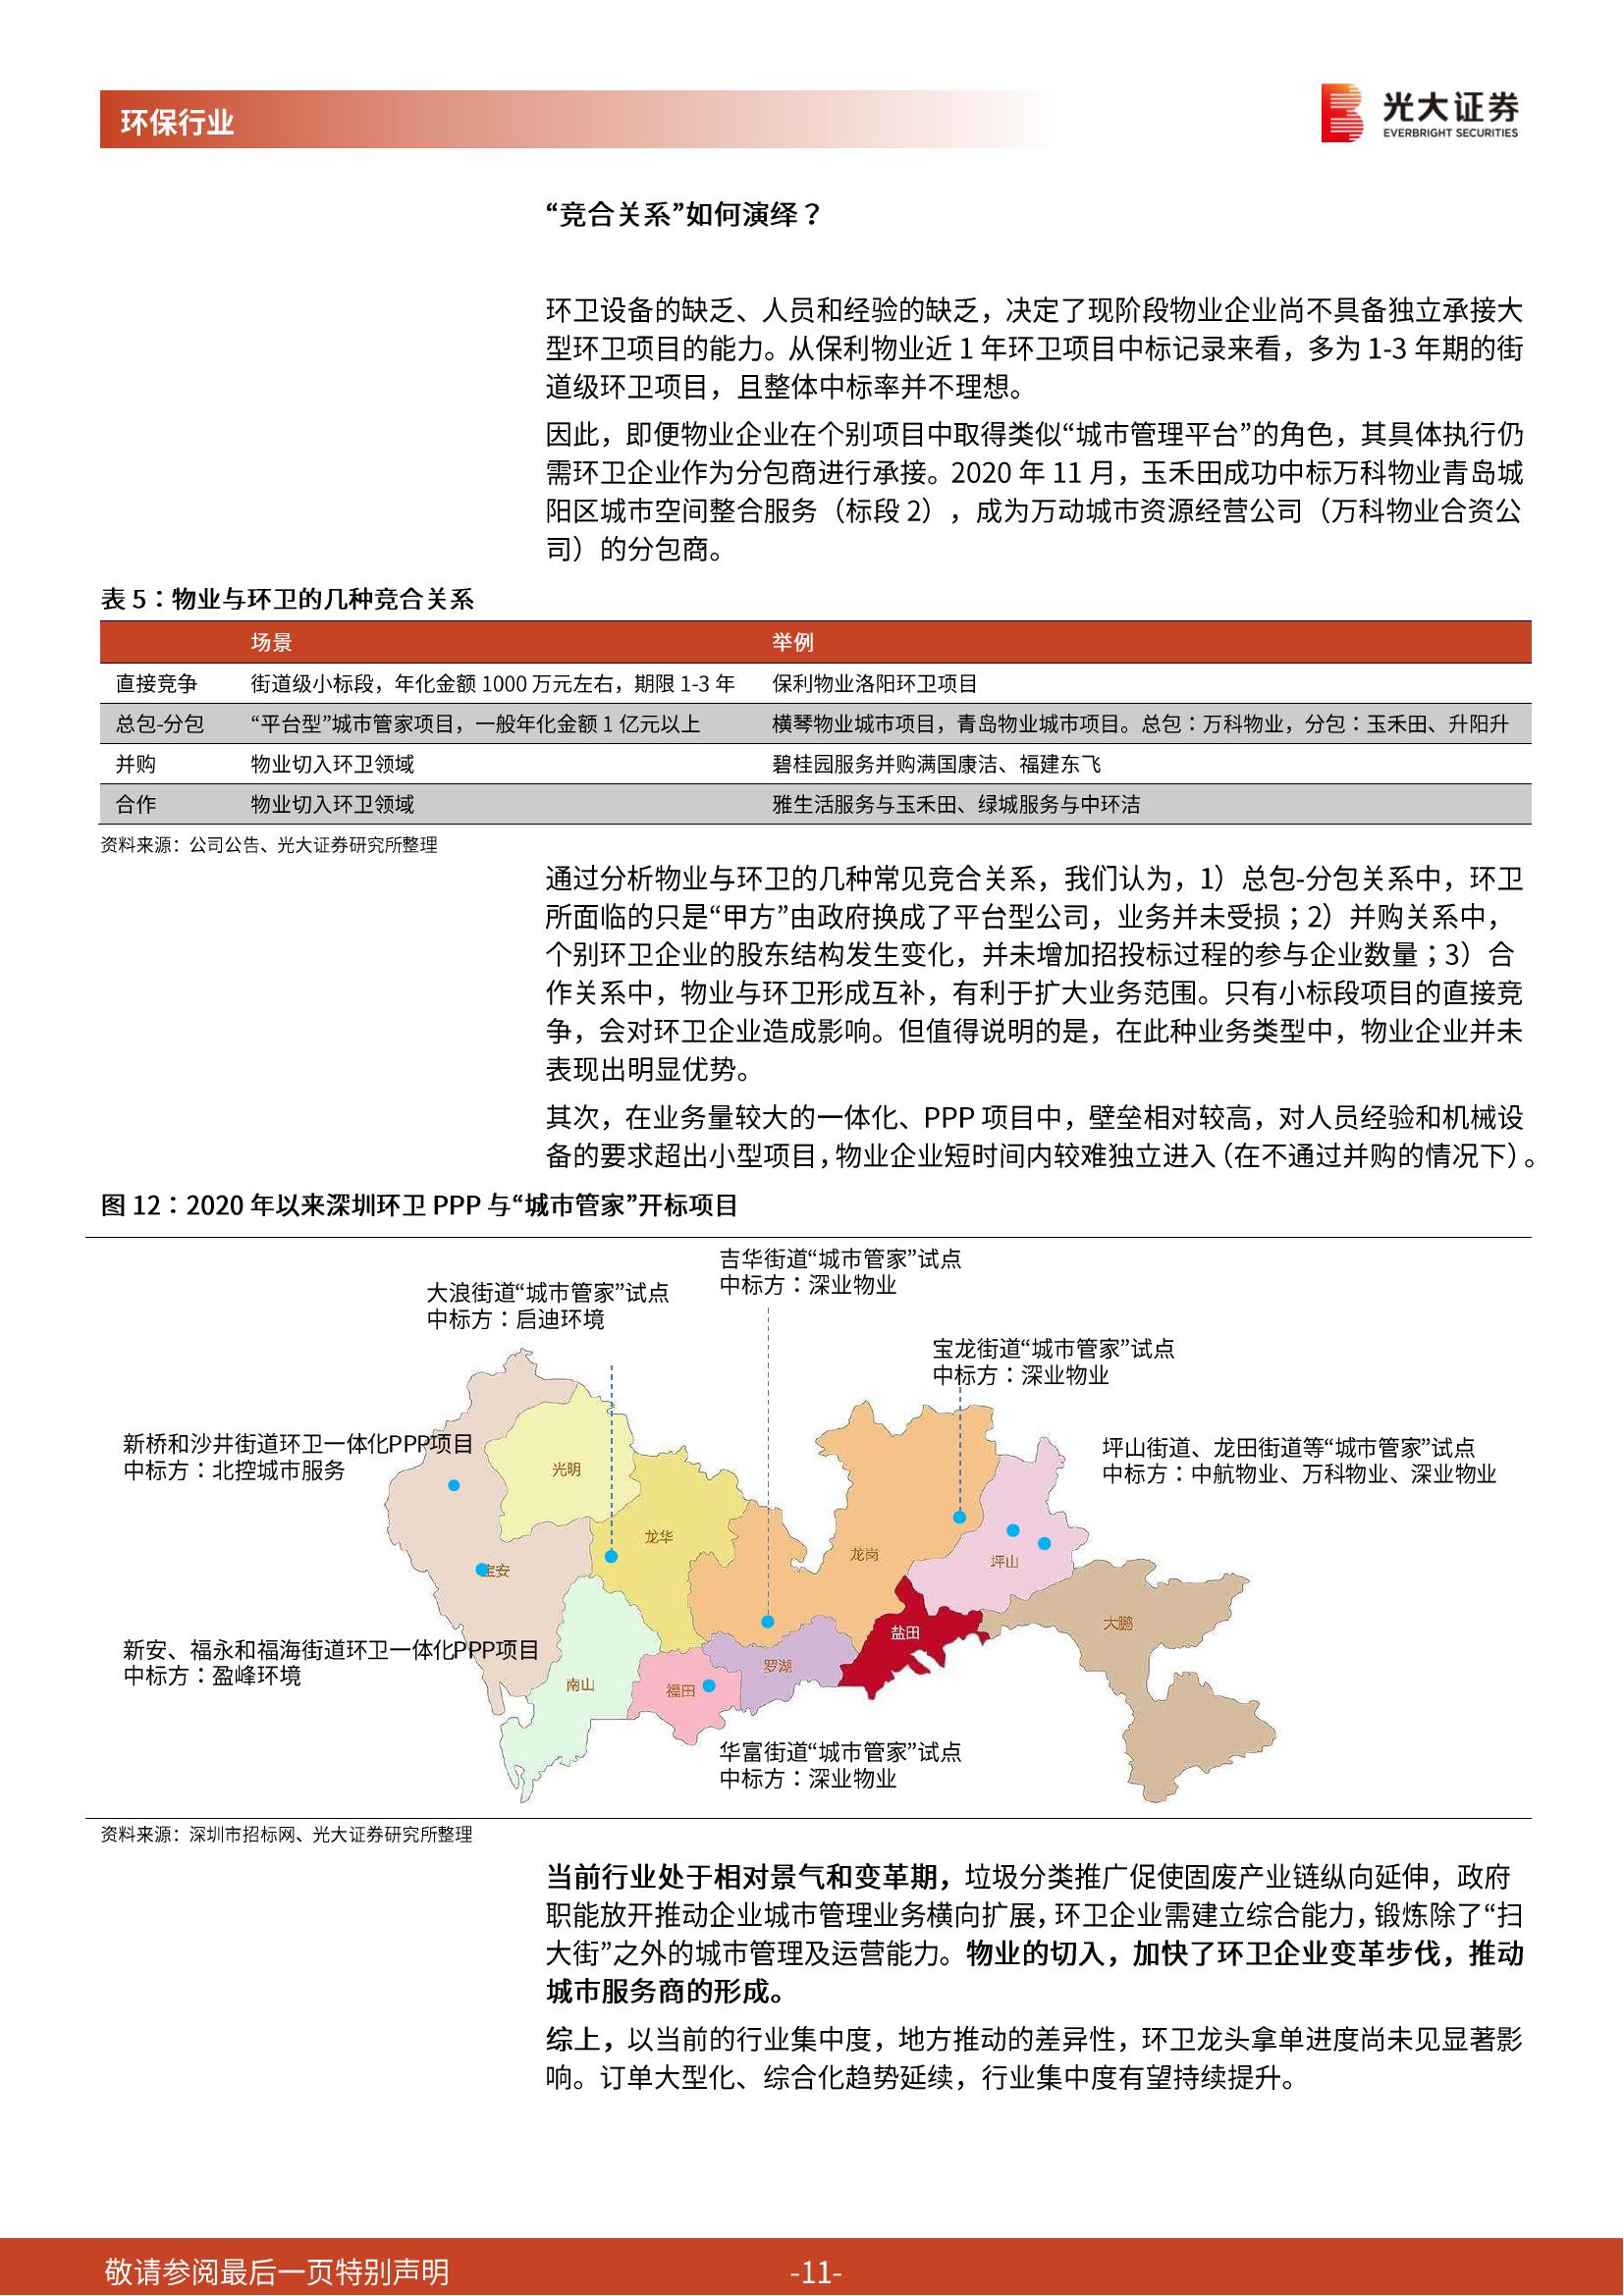 环保行业
光大证券
EVERBRIGHT SECURITIES
“竞合关系”如何演绎？
环卫设备的缺乏、人员和经验的缺乏，决定了现阶段物业企业尚不具备独立承接大
型环卫项目的能力。从保利物业近 1 年环卫项目中标记录来看，多为 1-3 年期的街
道级环卫项目，且整体中标率并不理想。
因此，即便物业企业在个别项目中取得类似“城市管理平台”的角色，其具体执行仍
需环卫企业作为分包商进行承接。2020 年 11 月，玉禾田成功中标万科物业青岛城
阳区城市空间整合服务（标段 2），成为万动城市资源经营公司（万科物业合资公
司）的分包商。
表 5：物业与环卫的几种竞合关系
场景 举例
直接竞争 街道级小标段，年化金额 1000 万元左右，期限 1-3 年 保利物业洛阳环卫项目
总包-分包 “平台型”城市管家项目，一般年化金额 1 亿元以上 横琴物业城市项目，青岛物业城市项目。总包：万科物业，分包：玉禾田、升阳升
并购 物业切入环卫领域 碧桂园服务并购满国康洁、福建东飞
合作 物业切入环卫领域 雅生活服务与玉禾田、绿城服务与中环洁
资料来源：公司公告、光大证券研究所整理
通过分析物业与环卫的几种常见竞合关系，我们认为，1）总包-分包关系中，环卫
所面临的只是“甲方”由政府换成了平台型公司，业务并未受损；2）并购关系中，
个别环卫企业的股东结构发生变化，并未增加招投标过程的参与企业数量；3）合
作关系中，物业与环卫形成互补，有利于扩大业务范围。只有小标段项目的直接竞
争，会对环卫企业造成影响。但值得说明的是，在此种业务类型中，物业企业并未
表现出明显优势。
其次，在业务量较大的一体化、PPP 项目中，壁垒相对较高，对人员经验和机械设
备的要求超出小型项目，物业企业短时间内较难独立进入（在不通过并购的情况下）。
图 12：2020 年以来深圳环卫 PPP 与“城市管家”开标项目
吉华街道“城市管家”试点
中标方：深业物业
大浪街道“城市管家”试点
中标方：启迪环境
宝龙街道“城市管家”试点
中标方：深业物业
新桥和沙井街道环卫一体化PPP项目
中标方：北控城市服务
坪山街道、龙田街道等“城市管家”试点
中标方：中航物业、万科物业、深业物业
光明
龙华
龙岗
坪山
宝安
大鹏
盐田
新安、福永和福海街道环卫一体化PPP项目
中标方：盈峰环境
罗湖
南山
福田
华富街道“城市管家”试点
中标方：深业物业
资料来源：深圳市招标网、光大证券研究所整理
当前行业处于相对景气和变革期，垃圾分类推广促使固废产业链纵向延伸，政府
职能放开推动企业城市管理业务横向扩展，环卫企业需建立综合能力，锻炼除了“扫
大街”之外的城市管理及运营能力。物业的切入，加快了环卫企业变革步伐，推动
城市服务商的形成。
综上，以当前的行业集中度，地方推动的差异性，环卫龙头拿单进度尚未见显著影
响。订单大型化、综合化趋势延续，行业集中度有望持续提升。
敬请参阅最后一页特别声明
-11-